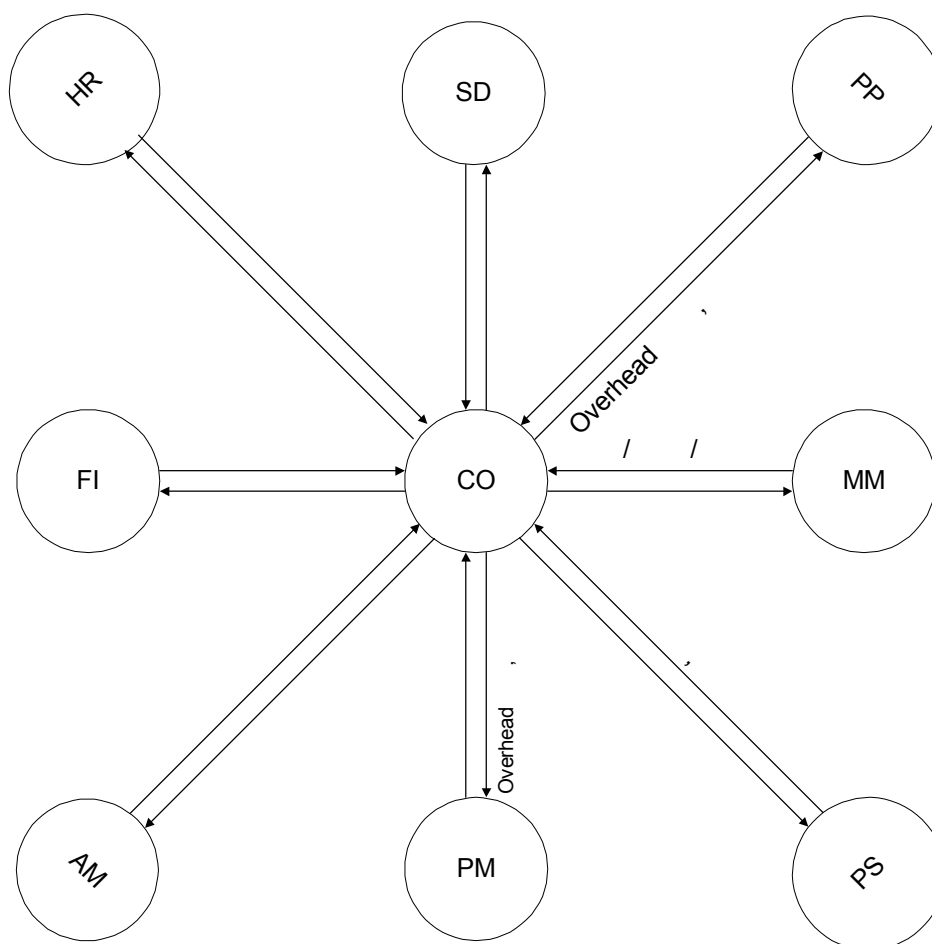 HR
SD
PP
,
Overhead
/ /
FI
CO
MM
,
,
Overhead
AM
PM
PS